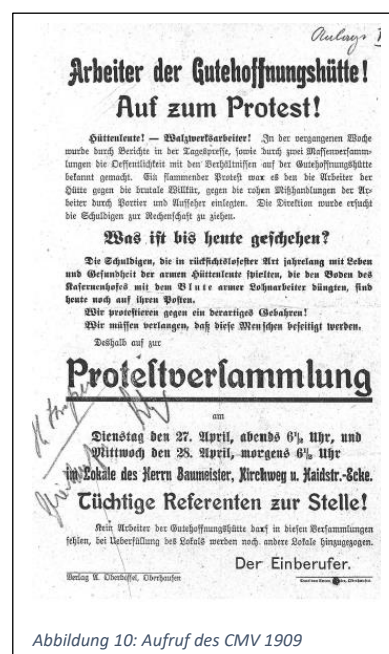 Anlage
Arbeiter der Gutehoffnungshütte!
Auf zum Protest!
Hüttenleute! — Walzwerksarbeiter! In der vergangenen Woche
wurde durch Berichte in der Tagespresse, sowie durch zwei Massenversamm-
lungen die Oeffentlichkeit mit den Verhältnissen auf der Gutehoffnungshütte
bekannt gemacht. Ein flammender Protest war es den die Arbeiter der
Hütte gegen die brutale Willkür, gegen die rohen Mißhandlungen der Ar-
beiter durch Portier und Aufseher einlegten. Die Direktion wurde ersucht
die Schuldigen zur Rechenschaft zu ziehen.
Was ist bis heute geschehen?
Die Schuldigen, die in rücksichtslosester Art jahrelang mit Leben
und Gesundheit der armen Hüttenleute spielten, die den Boden des
Kasernenhofes mit dem Blute armer Lohnarbeiter düngten, sind
heute noch auf ihren Posten.
Wir protestieren gegen ein derartiges Gebahren!
Wir müssen verlangen, daß diese Menschen beseitigt werden.
Deshalb auf zur
Protestversammlung
am
Dienstag den 27. April, abends 6½ Uhr, und
Mittwoch den 28. April, morgens 6½ Uhr
im Lokale des Herrn Baumeister, Kirchweg u. Haidstr.-Ecke.
Tüchtige Referenten zur Stelle!
Kein Arbeiter der Gutehoffnungshütte darf in diesen Versammlungen
fehlen, bei Ueberfüllung des Lokals werden noch andere Lokale hinzugezogen.
Der Einberufer.
Verlag A. Oberdassel, Oberhausen
Abbildung 10: Aufruf des CMV 1909